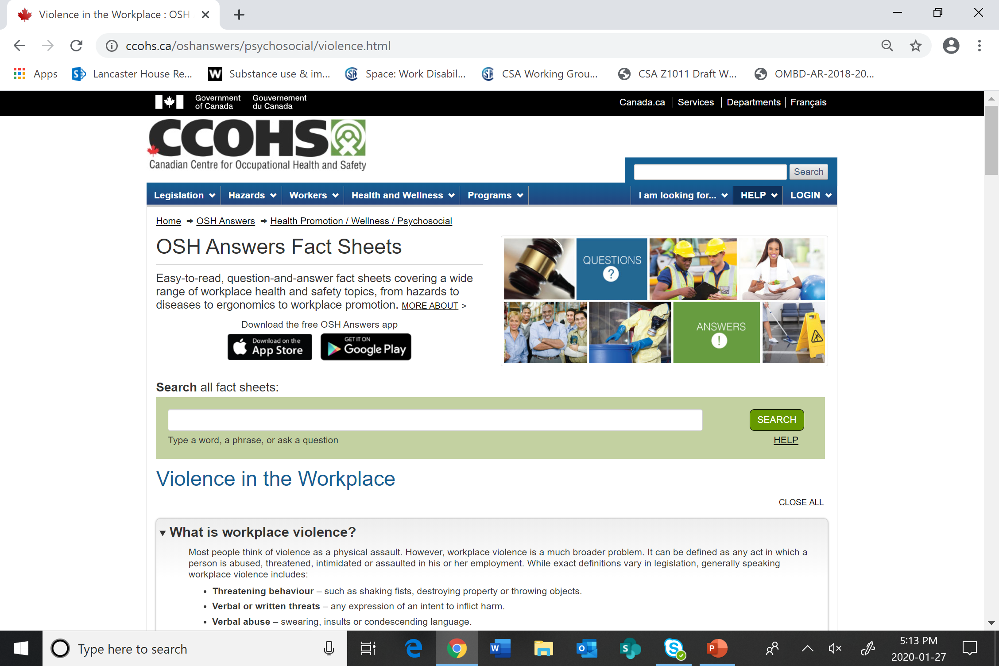 Violence in the Workplace : OSH
ccohs.ca/oshanswers/psychosocial/violence.html
Apps
Lancaster House Re...
Substance use & im...
Space: Work Disabil...
CSA Working Grou...
CSA Z1011 Draft W...
OMBD-AR-2018-20...
Government of Canada
Gouvernement du Canada
Canada.ca
Services
Departments
Français
CCOHS
Canadian Centre for Occupational Health and Safety
Search
Legislation
Hazards
Workers
Health and Wellness
Programs
I am looking for...
HELP
LOGIN
Home
OSH Answers
Health Promotion / Wellness / Psychosocial
OSH Answers Fact Sheets
Easy-to-read, question-and-answer fact sheets covering a wide
range of workplace health and safety topics, from hazards to
diseases to ergonomics to workplace promotion. MORE ABOUT >
Download the free OSH Answers app
Download on the
App Store
GET IT ON
Google Play
QUESTIONS
?
ANSWERS
!
Search all fact sheets:
SEARCH
Type a word, a phrase, or ask a question
HELP
Violence in the Workplace
CLOSE ALL
What is workplace violence?
Most people think of violence as a physical assault. However, workplace violence is a much broader problem. It can be defined as any act in which a
person is abused, threatened, intimidated or assaulted in his or her employment. While exact definitions vary in legislation, generally speaking
workplace violence includes:
• Threatening behaviour – such as shaking fists, destroying property or throwing objects.
• Verbal or written threats – any expression of an intent to inflict harm.
• Verbal abuse – swearing, insults or condescending language.
Type here to search
5:13 PM
2020-01-27